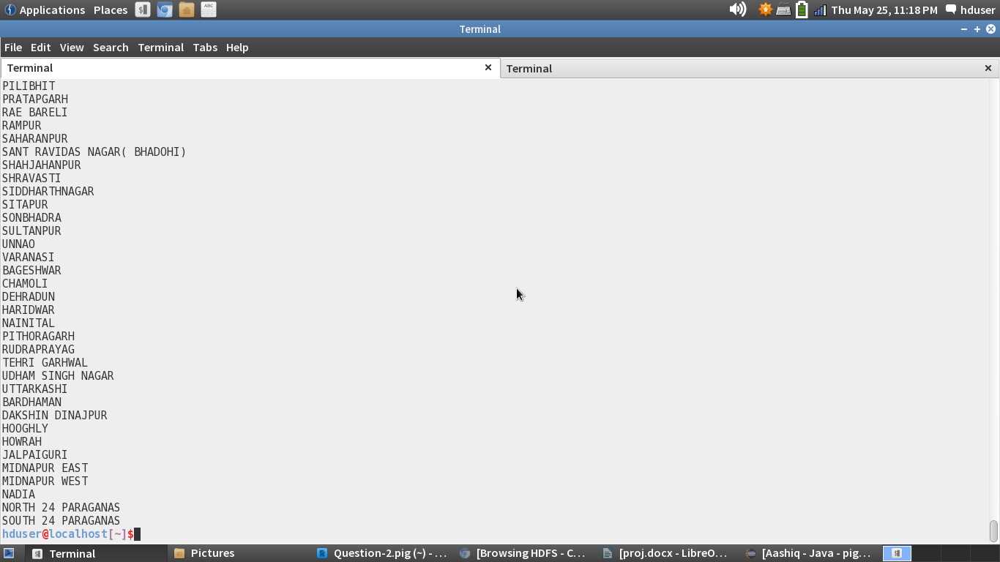 Applications Places Thu May 25, 11:18 PM hduser
ABC
Terminal
File Edit View Search Terminal Tabs Help
Terminal Terminal
PILIBHIT
PRATAPGARH
RAE BARELI
RAMPUR
SAHARANPUR
SANT RAVIDAS NAGAR( BHADOHI)
SHAHJAHANPUR
SHRAVASTI
SIDDHARTHNAGAR
SITAPUR
SONBHADRA
SULTANPUR
UNNAO
VARANASI
BAGESHWAR
CHAMOLI
DEHRADUN
HARIDWAR
NAINITAL
PITHORAGARH
RUDRAPRAYAG
TEHRI GARHWAL
UDHAM SINGH NAGAR
UTTARKASHI
BARDHAMAN
DAKSHIN DINAJPUR
HOOGHLY
HOWRAH
JALPAIGURI
MIDNAPUR EAST
MIDNAPUR WEST
NADIA
NORTH 24 PARAGANAS
SOUTH 24 PARAGANAS
hduser@localhost[~]$
Terminal Pictures Question-2.pig (~) - ... [Browsing HDFS - C... [proj.docx - LibreO... [Aashiq - Java - pig...